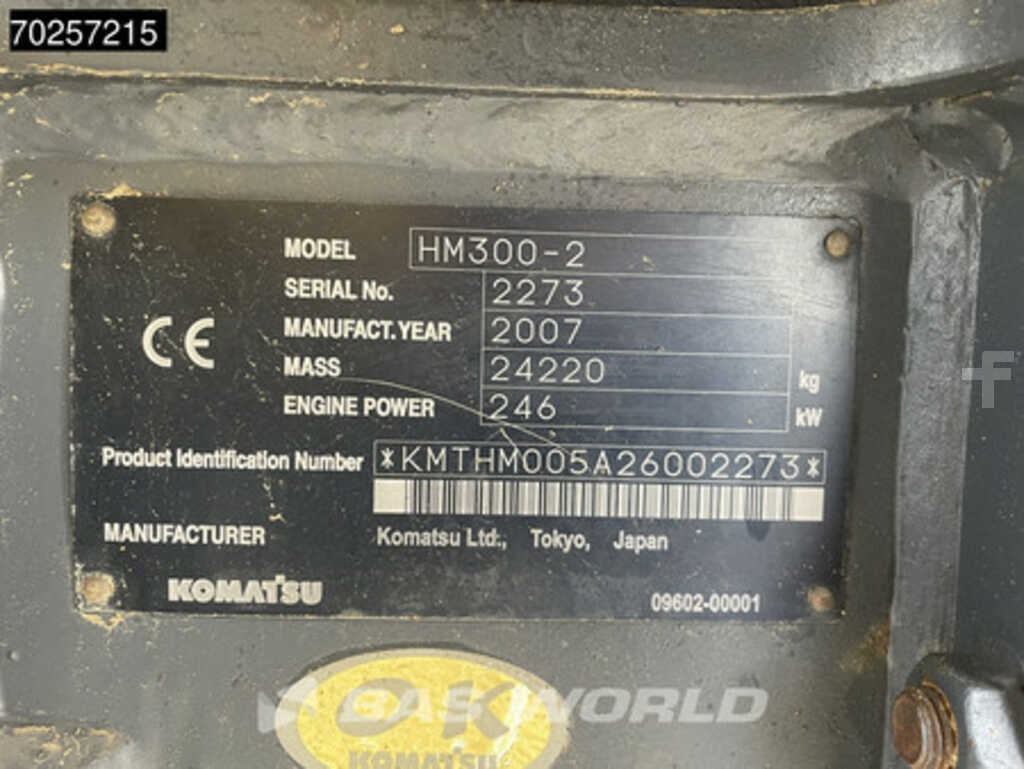 70257215
MODEL HM300-2
SERIAL No. 2273
MANUFACT. YEAR 2007
CE
MASS 24220 kg
ENGINE POWER 246 kW
Product Identification Number *KMTHM005A26002273*
MANUFACTURER Komatsu Ltd., Tokyo, Japan
KOMATSU
09602-00001
OK
BAS WORLD
KOMATSU
f